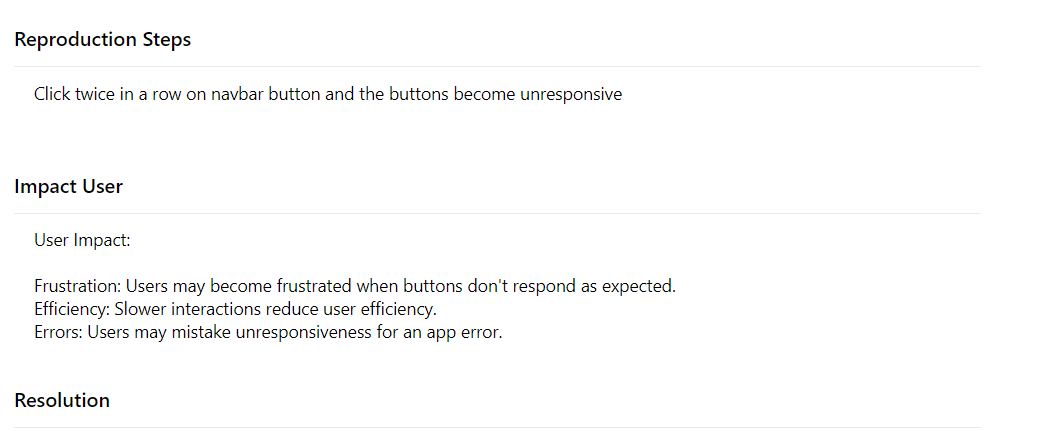 Reproduction Steps
Click twice in a row on navbar button and the buttons become unresponsive
Impact User
User Impact:
Frustration: Users may become frustrated when buttons don't respond as expected.
Efficiency: Slower interactions reduce user efficiency.
Errors: Users may mistake unresponsiveness for an app error.
Resolution